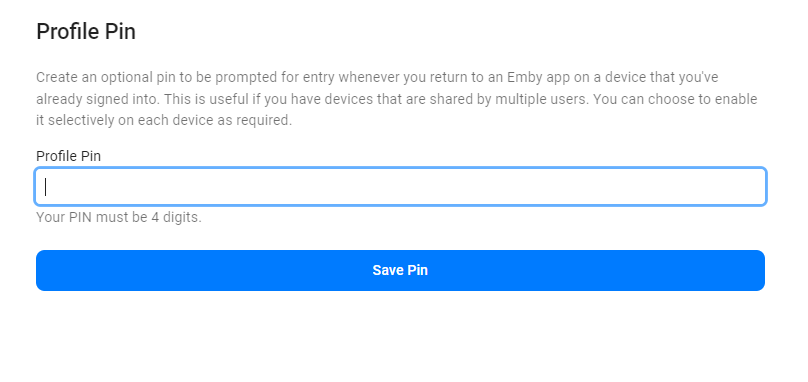 Profile Pin
Create an optional pin to be prompted for entry whenever you return to an Emby app on a device that you've
already signed into. This is useful if you have devices that are shared by multiple users. You can choose to enable
it selectively on each device as required.
Profile Pin
Your PIN must be 4 digits.
Save Pin